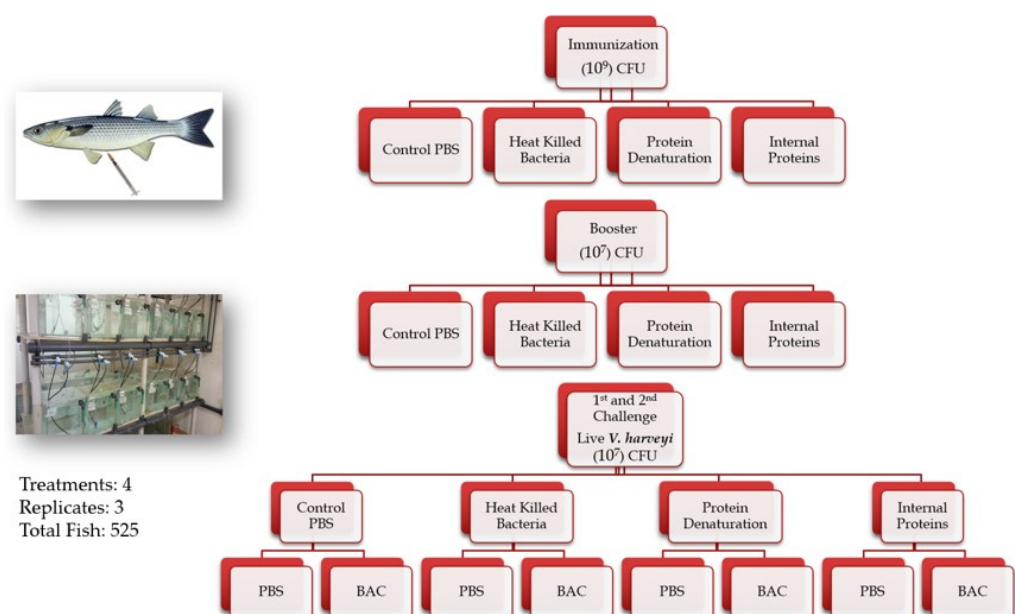 Immunization
(10⁹) CFU
Control PBS
Heat Killed
Bacteria
Protein
Denaturation
Internal
Proteins
Booster
(10⁷) CFU
Control PBS
Heat Killed
Bacteria
Protein
Denaturation
Internal
Proteins
1st and 2nd
Challenge
Live V. harveyi
(10⁷) CFU
Treatments: 4
Replicates: 3
Total Fish: 525
Control
PBS
Heat Killed
Bacteria
Protein
Denaturation
Internal
Proteins
PBS
BAC
PBS
BAC
PBS
BAC
PBS
BAC